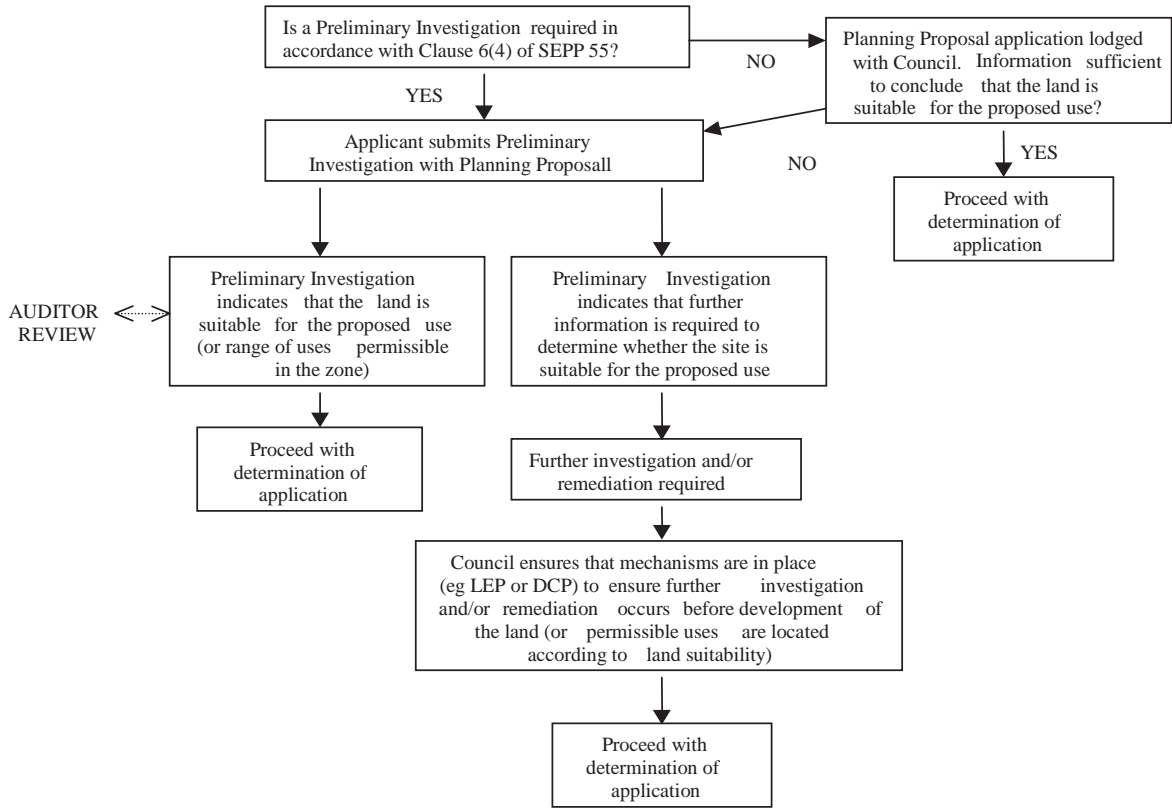 Is a Preliminary Investigation required in
accordance with Clause 6(4) of SEPP 55?
NO
Planning Proposal application lodged
with Council. Information sufficient
to conclude that the land is
suitable for the proposed use?
YES
Applicant submits Preliminary
Investigation with Planning Proposall
NO
YES
Proceed with
determination of
application
AUDITOR
REVIEW
Preliminary Investigation
indicates that the land is
suitable for the proposed use
(or range of uses permissible
in the zone)
Preliminary Investigation
indicates that further
information is required to
determine whether the site is
suitable for the proposed use
Proceed with
determination of
application
Further investigation and/or
remediation required
Council ensures that mechanisms are in place
(eg LEP or DCP) to ensure further investigation
and/or remediation occurs before development of
the land (or permissible uses are located
according to land suitability)
Proceed with
determination of
application